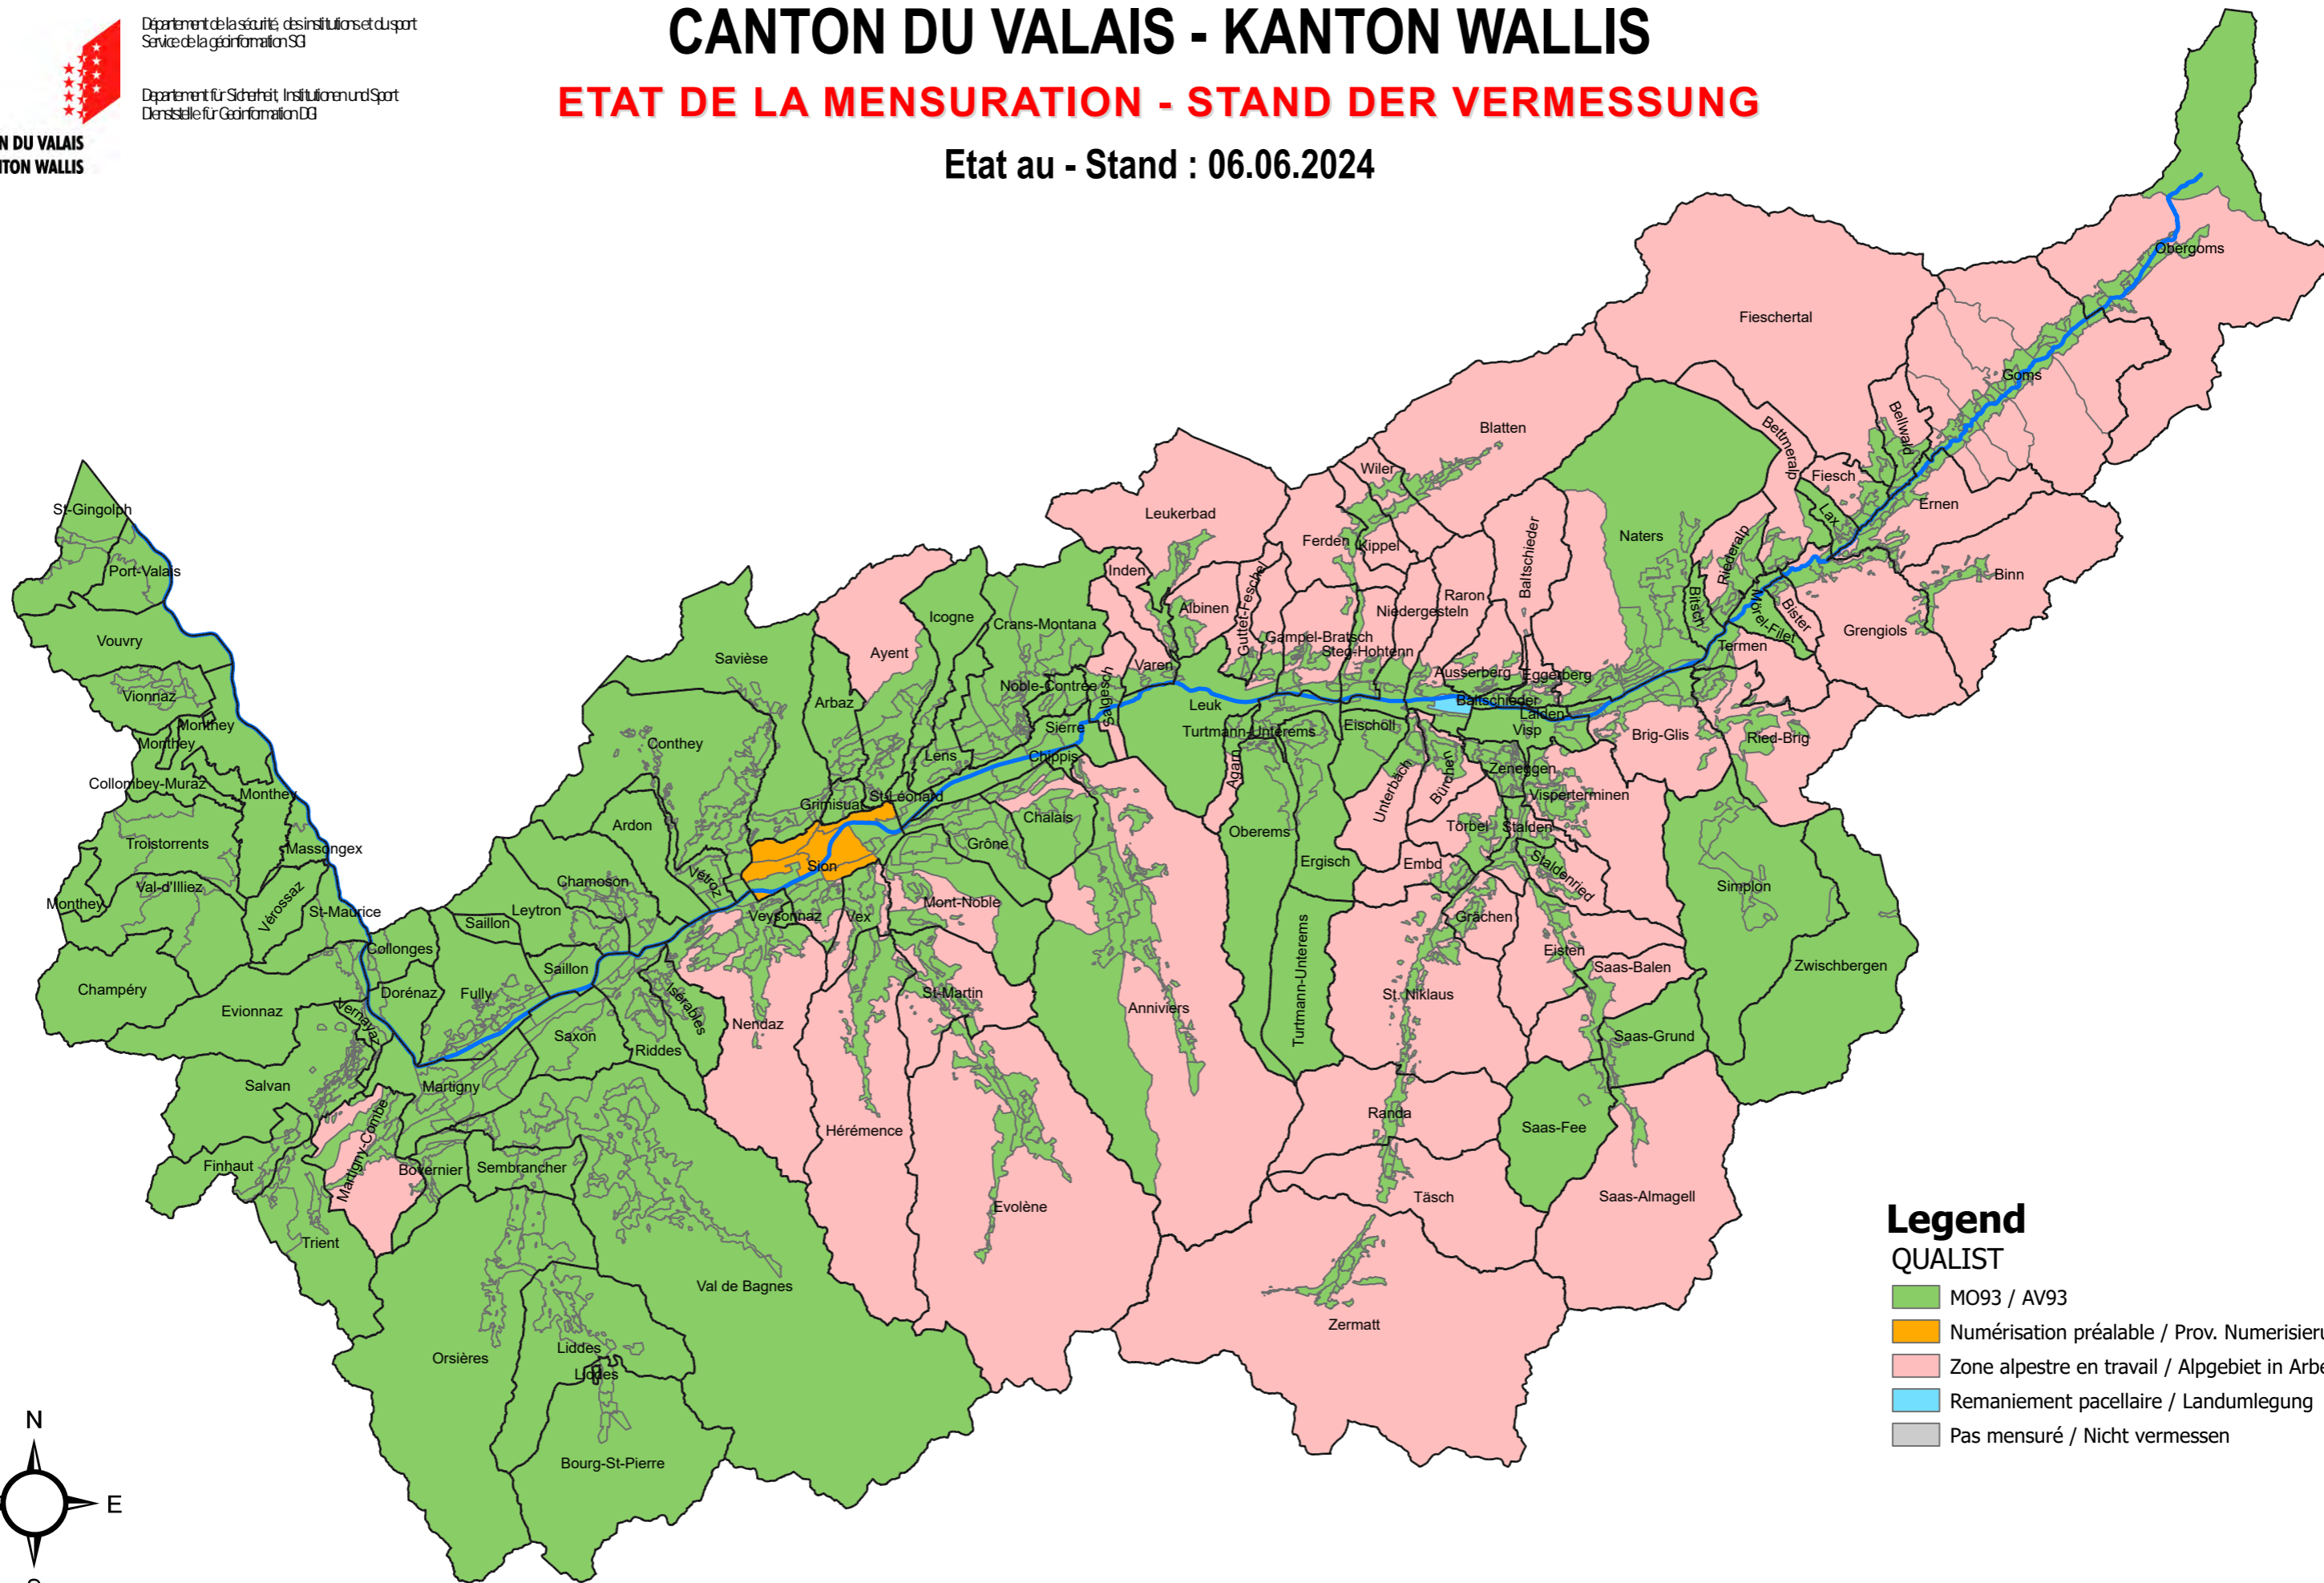 Département de la sécurité, des institutions et du sport
Service de la géoinformation SGI
Departement für Sicherheit, Institutionen und Sport
Dienststelle für Geoinformation DGI
N DU VALAIS
TON WALLIS
CANTON DU VALAIS - KANTON WALLIS
ETAT DE LA MENSURATION - STAND DER VERMESSUNG
Etat au - Stand : 06.06.2024
Obergoms
Fieschertal
Goms
Bellwald
Blatten
Bettmeralp
Wiler
Fiesch
Ernen
St-Gingolph
Leukerbad
Lax
Baltschieder
Naters
Ferden
Kippel
Riederalp
Port-Valais
Inden
Binn
Guttet-Feschel
Raron
Albinen
Niedergesteln
Bitsch
Mörel-Filet
Bister
Icogne
Crans-Montana
Grengiols
Vouvry
Gampel-Bratsch
Steg-Hohtenn
Termen
Ayent
Savièse
Varen
Ausserberg
Eggerberg
Noble-Contrée
Salgesch
Vionnaz
Arbaz
Leuk
Baltschieder
Lalden
Monthey
Sierre
Turtmann-Unterems
Eischoll
Visp
Brig-Glis
Ried-Brig
Monthey
Conthey
Lens
Chippis
Agarn
Unterbäch
Bürchen
Zeneggen
Collombey-Muraz
Monthey
Grimisuat
St-Léonard
Visperterminen
Ardon
Chalais
Oberems
Törbel
Stalden
Troistorrents
Massongex
Sion
Grône
Ergisch
Embd
Staldenried
Vétroz
Chamoson
Simplon
Val-d'Illiez
Monthey
Vérossaz
St-Maurice
Leytron
Saillon
Veysonnaz
Vex
Mont-Noble
Grächen
Collonges
Eisten
Saillon
Saas-Balen
Zwischbergen
Champéry
Dorénaz
Fully
Isérables
St-Martin
St. Niklaus
Turtmann-Unterems
Evionnaz
Vernayaz
Nendaz
Anniviers
Saxon
Riddes
Saas-Grund
Salvan
Martigny
Randa
Hérémence
Saas-Fee
Martigny-Combe
Finhaut
Bovernier
Sembrancher
Täsch
Saas-Almagell
Evolène
Trient
Val de Bagnes
Zermatt
Orsières
Liddes
Liddes
Bourg-St-Pierre
Legend
QUALIST
MO93 / AV93
Numérisation préalable / Prov. Numerisieru
Zone alpestre en travail / Alpgebiet in Arbe
Remaniement pacellaire / Landumlegung
Pas mensuré / Nicht vermessen
N
E